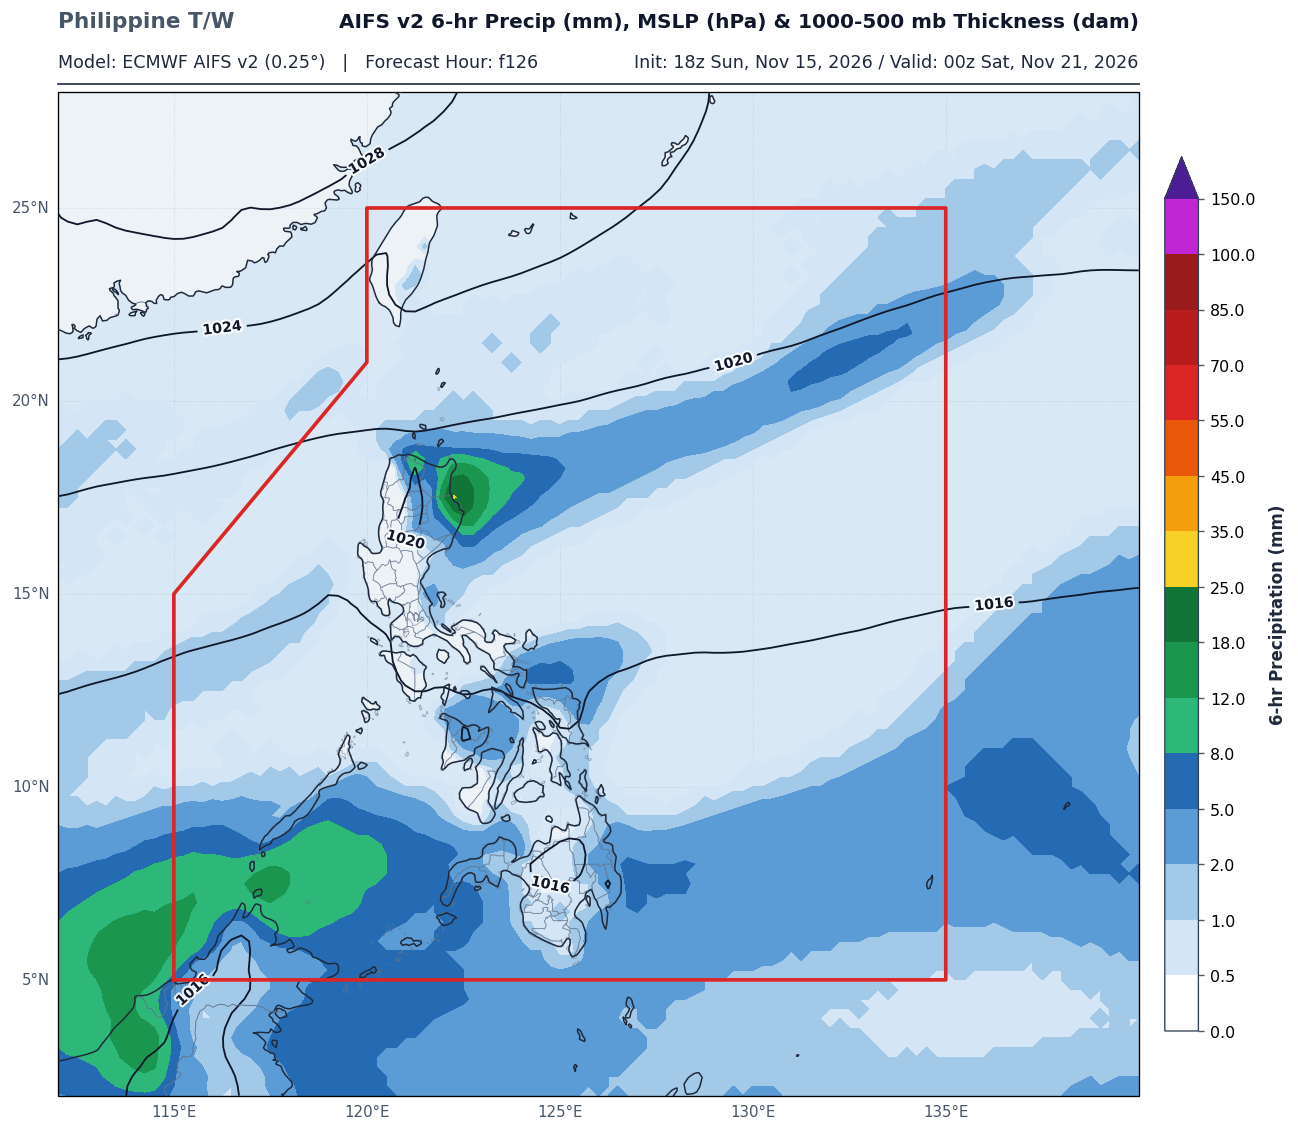 Philippine T/W
AIFS v2 6-hr Precip (mm), MSLP (hPa) & 1000-500 mb Thickness (dam)
Model: ECMWF AIFS v2 (0.25°) | Forecast Hour: f126
Init: 18z Sun, Nov 15, 2026 / Valid: 00z Sat, Nov 21, 2026
1028
1024
1020
1020
1016
1016
1016
25°N
20°N
15°N
10°N
5°N
115°E
120°E
125°E
130°E
135°E
150.0
100.0
85.0
70.0
55.0
45.0
35.0
25.0
18.0
12.0
8.0
5.0
2.0
1.0
0.5
0.0
6-hr Precipitation (mm)